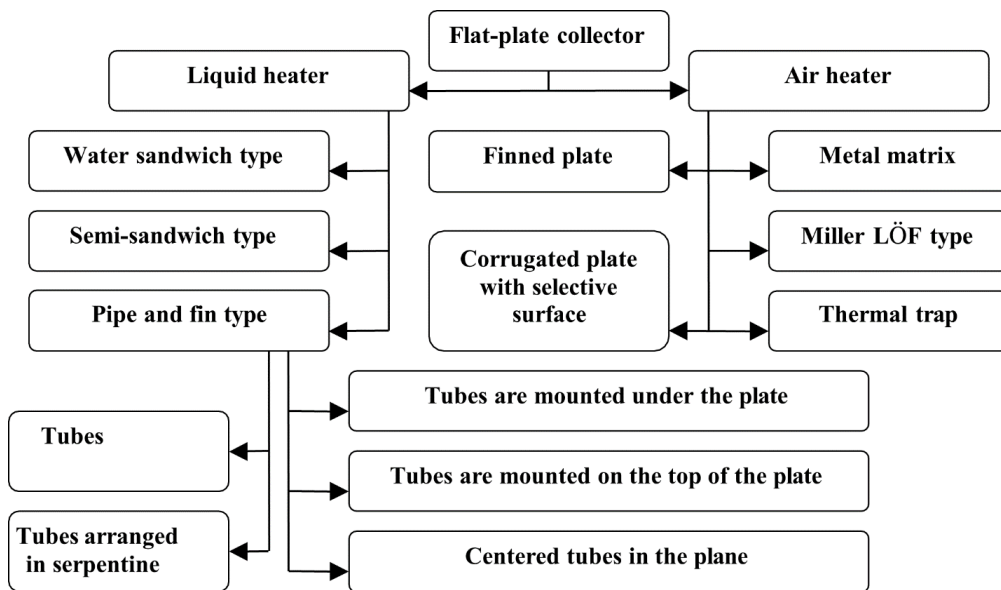 Flat-plate collector
Liquid heater
Air heater
Water sandwich type
Finned plate
Metal matrix
Semi-sandwich type
Corrugated plate
with selective
surface
Miller LÖF type
Pipe and fin type
Thermal trap
Tubes are mounted under the plate
Tubes
Tubes are mounted on the top of the plate
Tubes arranged
in serpentine
Centered tubes in the plane